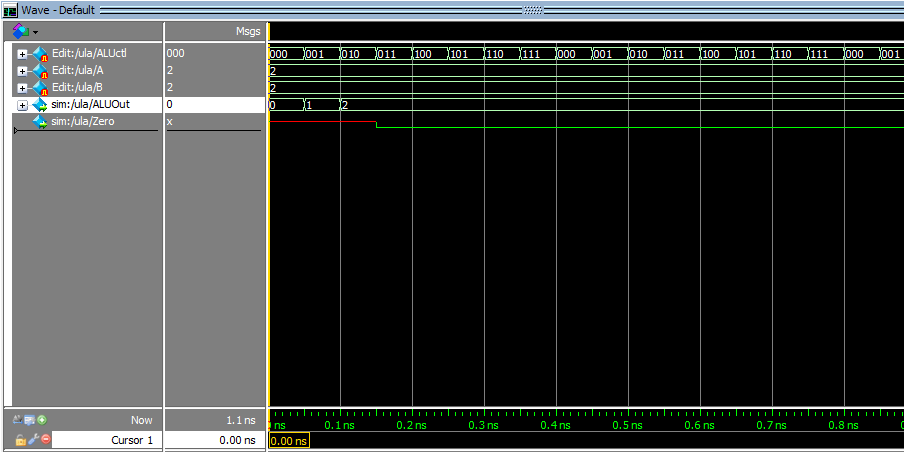 Wave - Default
Msgs
Edit:/ula/ALUctl 000 000 001 010 011 100 101 110 111 000 001 010 011 100 101 110 111 000 001
Edit:/ula/A 2 2
Edit:/ula/B 2 2
sim:/ula/ALUOut 0 0 1 2
sim:/ula/Zero x
Now 1.1 ns ns 0.1 ns 0.2 ns 0.3 ns 0.4 ns 0.5 ns 0.6 ns 0.7 ns 0.8 ns
Cursor 1 0.00 ns 0.00 ns